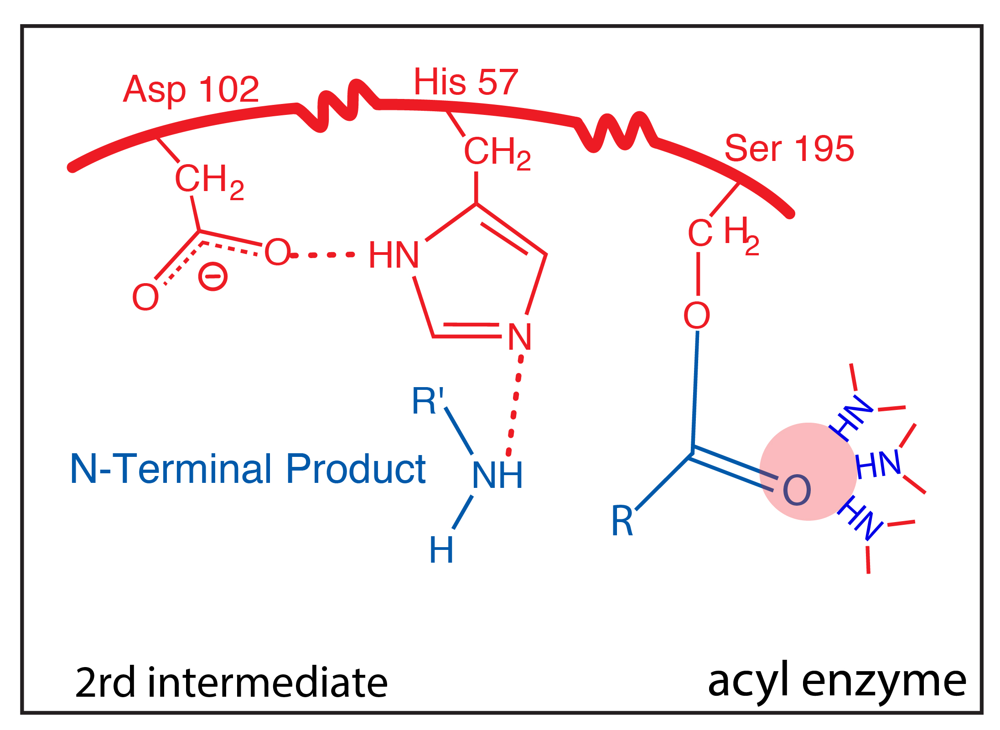 Asp 102
His 57
Ser 195
CH2
CH2
C H2
O
O
HN
N
O
R'
N-Terminal Product
NH
H
R
O
HN
HN
HN
2rd intermediate
acyl enzyme